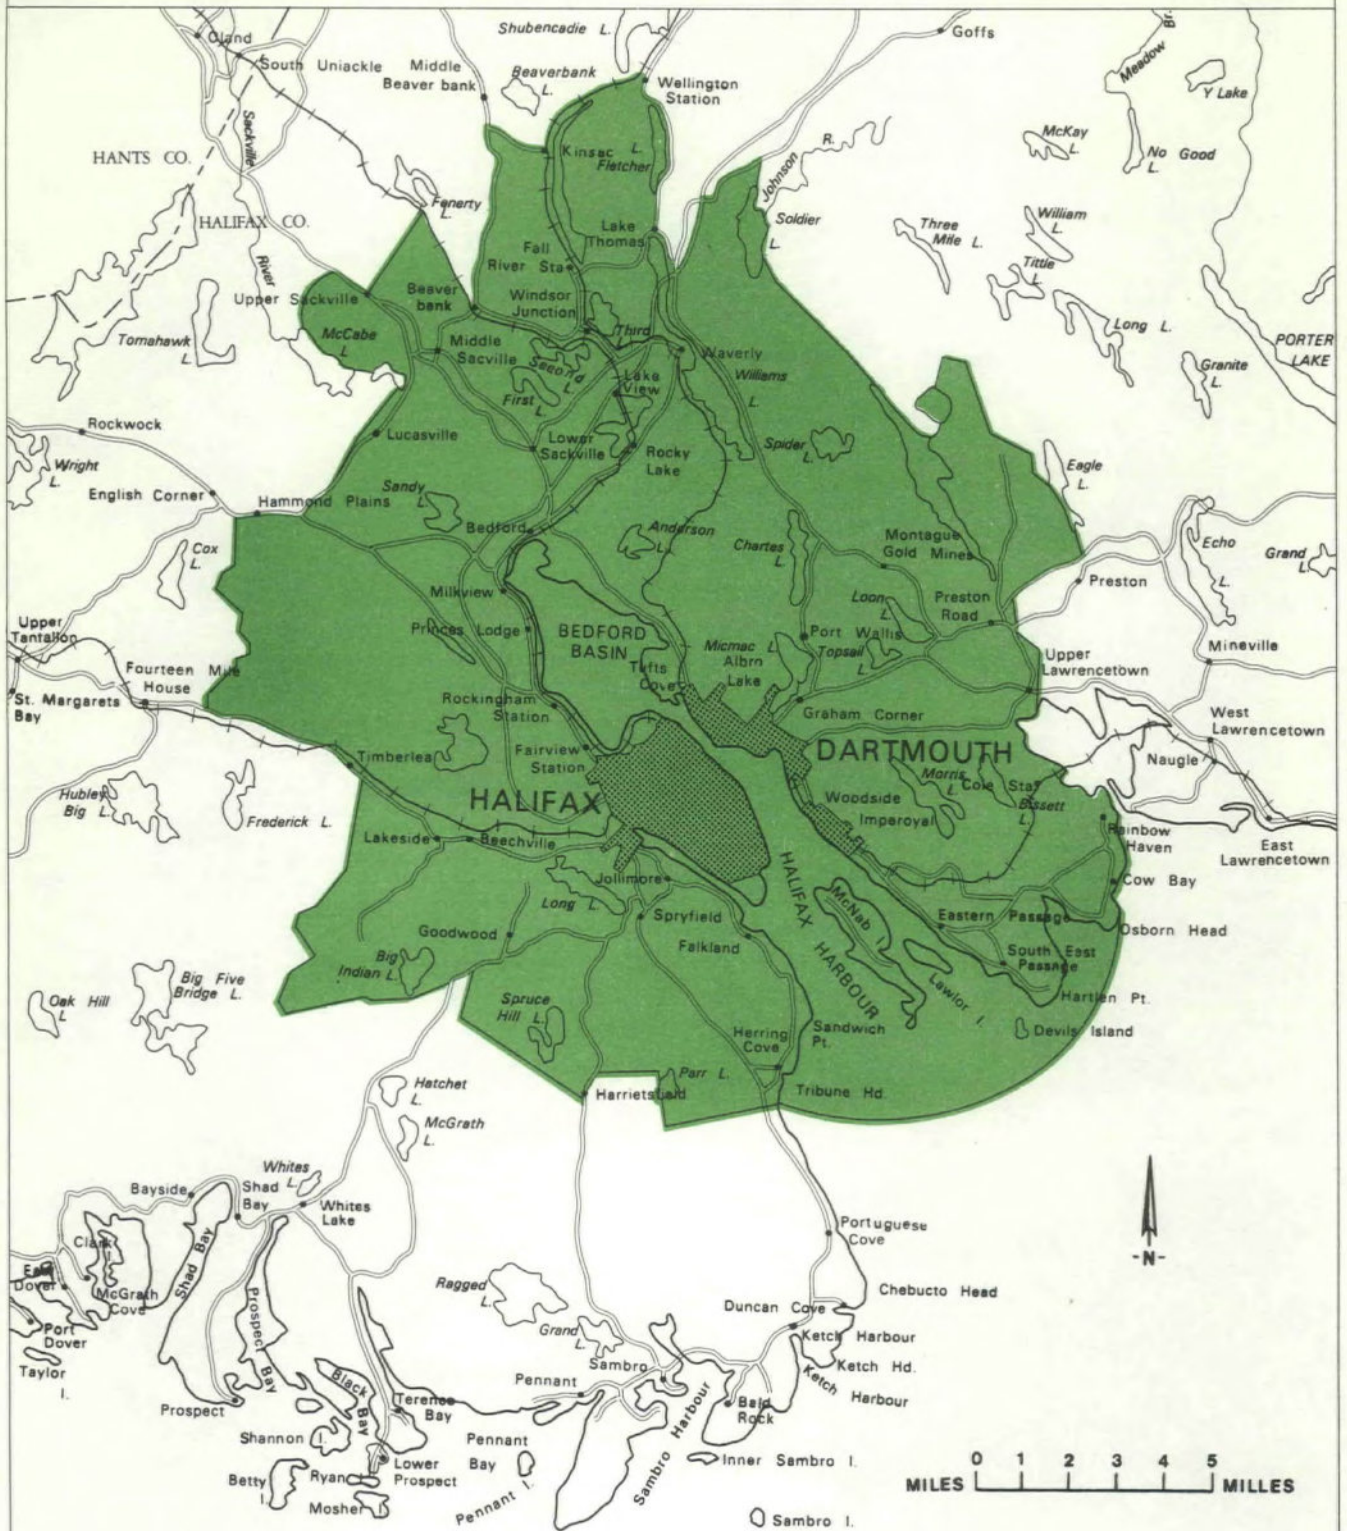 Shubencadie L.
Goffs
Oland
South Uniackle
Middle
Beaver bank
Beaverbank
L.
Wellington
Station
Meadow Br.
Y Lake
McKay
L.
No Good
L.
HANTS CO.
HALIFAX CO.
Sackville
River
Kinsac L.
Fletcher
Johnson R.
Soldier
L.
Fenerty
L.
Lake
Thomas
Fall
River Sta
Three
Mile L.
William
L.
Tittle
L.
Upper Sackville
Beaver
bank
Windsor
Junction
Long L.
PORTER
LAKE
Tomahawk
L.
McCabe
L
Middle
Sacville
Third
Second
L.
First L.
Lake
View
Waverly
Williams
L.
Granite
L.
Rockwock
Lucasville
Lower
Sackville
Rocky
Lake
Spider
L.
Eagle
L.
Wright
L.
English Corner
Hammond Plains
Sandy
L.
Bedford
Anderson
L.
Chartes
L.
Montague
Gold Mines
Echo
L.
Grand
L.
Cox
L.
Milkview
Loon
L.
Preston
Road
Preston
Upper
Tantallon
Princes Lodge
BEDFORD
BASIN
Port Wallis
Topsail
L.
Micmac
Albrn
Lake
Tufts
Cove
Upper
Lawrencetown
Mineville
Fourteen Mile
House
St. Margarets
Bay
Rockingham
Station
Graham Corner
West
Lawrencetown
Naugle
Timberlea
Fairview
Station
DARTMOUTH
HALIFAX
Morris
L.
Cole Sta
Bissett
L.
Woodside
Imperoyal
Hubley
Big L.
Frederick L.
Lakeside
Beechville
Rainbow
Haven
East
Lawrencetown
Jollimore
Long L.
HALIFAX HARBOUR
McNab I.
Cow Bay
Spryfield
Eastern Passage
Osborn Head
Goodwood
Falkland
South East
Passage
Big
Indian L.
Lawlor I.
Big Five
Bridge L.
Oak Hill
L
Spruce
Hill L.
Hartlen Pt.
Herring
Cove
Sandwich
Pt.
Devils Island
Hatchet
L.
Harrietsfield
Parr L.
Tribune Hd.
McGrath
L.
Whites
L.
Bayside
Shad
Bay
Whites
Lake
Portuguese
Cove
-N-
Clark
I.
East
Dover
McGrath
Cove
Shad Bay
Prospect Bay
Ragged
L.
Chebucto Head
Duncan Cove
Port
Dover
Grand
L.
Ketch Harbour
Taylor
I.
Sambro
Ketch Hd.
Ketch Harbour
Black Bay
Pennant
Prospect
Terence
Bay
Bald
Rock
Sambro Harbour
Shannon I.
Pennant
Bay
Inner Sambro I.
Betty
I.
Ryan I
Lower
Prospect
Pennant I.
Mosher I
0 1 2 3 4 5
MILES MILLES
Sambro I.